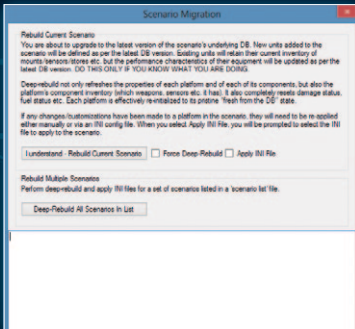 Scenario Migration
Rebuild Current Scenario
You are about to upgrade to the latest version of the scenario's underlying DB. New units added to the
scenario will be defined as per the latest DB version. Existing units will retain their current inventory of
mounts/sensors/stores etc. but the performance characteristics of their equipment will be updated as per the
latest DB version. DO THIS ONLY IF YOU KNOW WHAT YOU ARE DOING.
Deep-rebuild not only refreshes the properties of each platform and of each of its components, but also the
platform's component inventory (which weapons, sensors etc. it has). It also completely resets damage status,
fuel status etc. Each platform is effectively re-initialized to its pristine "fresh from the DB" state.
If any changes/customizations have been made to a platform in the scenario, they will need to be re-applied
either manually or via an INI config file. When you select Apply INI File, you will be prompted to select the INI
file to apply to the scenario.
I understand - Rebuild Current Scenario Force Deep-Rebuild Apply INI File
Rebuild Multiple Scenarios
Perform deep-rebuild and apply INI files for a set of scenarios listed in a 'scenario list' file.
Deep-Rebuild All Scenarios In List